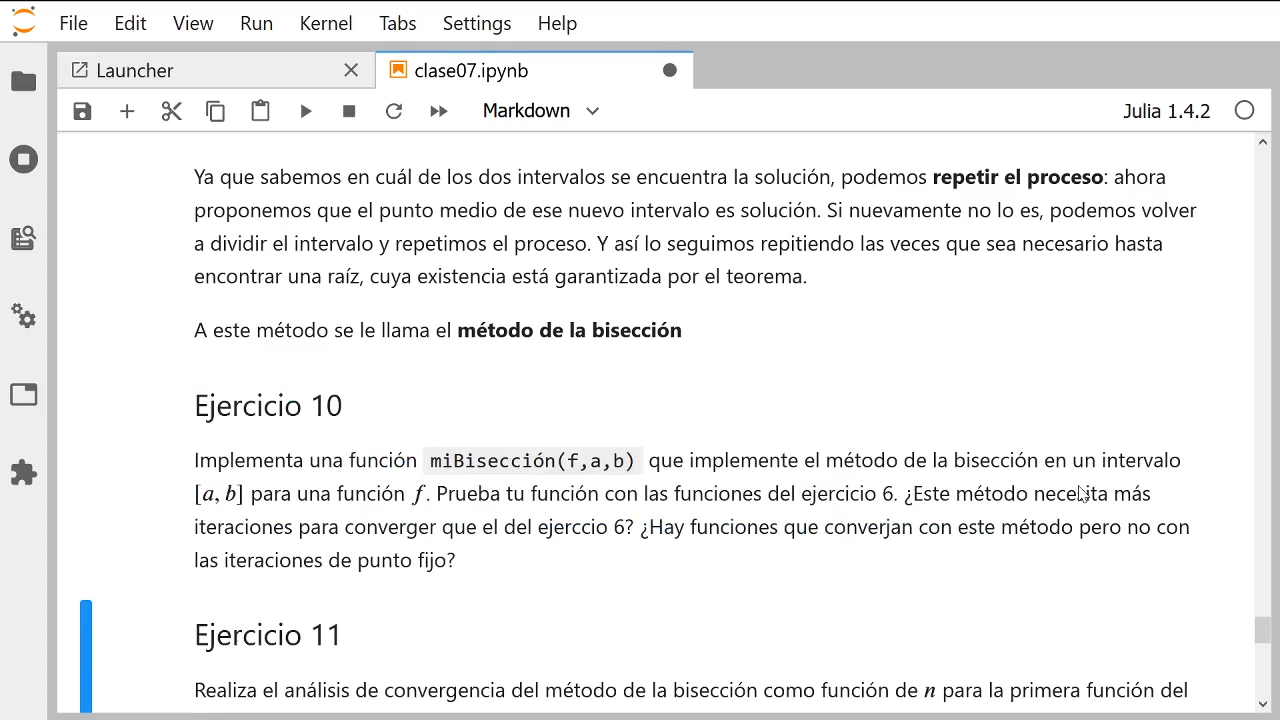 File Edit View Run Kernel Tabs Settings Help
Launcher
clase07.ipynb
Markdown
Julia 1.4.2
Ya que sabemos en cuál de los dos intervalos se encuentra la solución, podemos repetir el proceso: ahora
proponemos que el punto medio de ese nuevo intervalo es solución. Si nuevamente no lo es, podemos volver
a dividir el intervalo y repetimos el proceso. Y así lo seguimos repitiendo las veces que sea necesario hasta
encontrar una raíz, cuya existencia está garantizada por el teorema.
A este método se le llama el método de la bisección
Ejercicio 10
Implementa una función miBisección(f,a,b) que implemente el método de la bisección en un intervalo
[a, b] para una función f. Prueba tu función con las funciones del ejercicio 6. ¿Este método necesita más
iteraciones para converger que el del ejerccio 6? ¿Hay funciones que converjan con este método pero no con
las iteraciones de punto fijo?
Ejercicio 11
Realiza el análisis de convergencia del método de la bisección como función de n para la primera función del